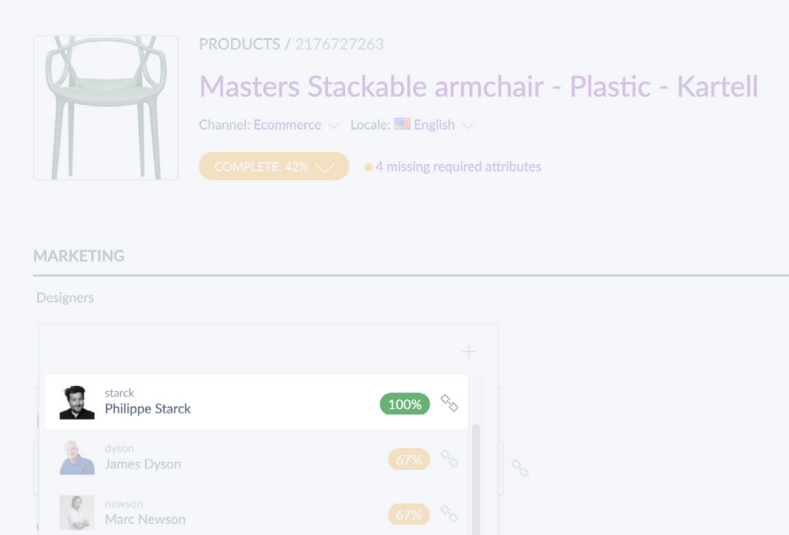 PRODUCTS / 2176727263
Masters Stackable armchair - Plastic - Kartell
Channel: Ecommerce Locale: English
COMPLETE: 42% 4 missing required attributes
MARKETING
Designers
starck
Philippe Starck
100%
dyson
James Dyson
67%
newson
Marc Newson
67%